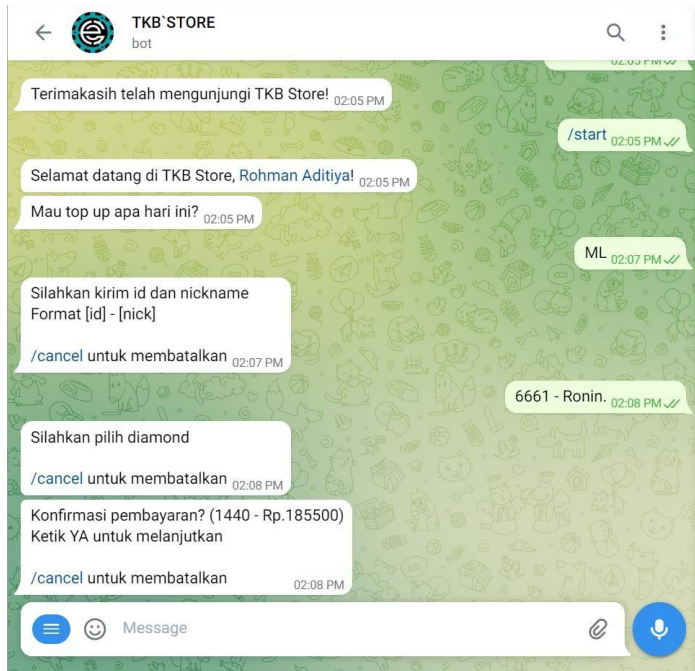 TKB`STORE
bot
02:05 PM
Terimakasih telah mengunjungi TKB Store! 02:05 PM
/start 02:05 PM
Selamat datang di TKB Store, Rohman Aditiya! 02:05 PM
Mau top up apa hari ini? 02:05 PM
ML 02:07 PM
Silahkan kirim id dan nickname
Format [id] - [nick]
/cancel untuk membatalkan 02:07 PM
6661 - Ronin. 02:08 PM
Silahkan pilih diamond
/cancel untuk membatalkan 02:08 PM
Konfirmasi pembayaran? (1440 - Rp.185500)
Ketik YA untuk melanjutkan
/cancel untuk membatalkan 02:08 PM
Message